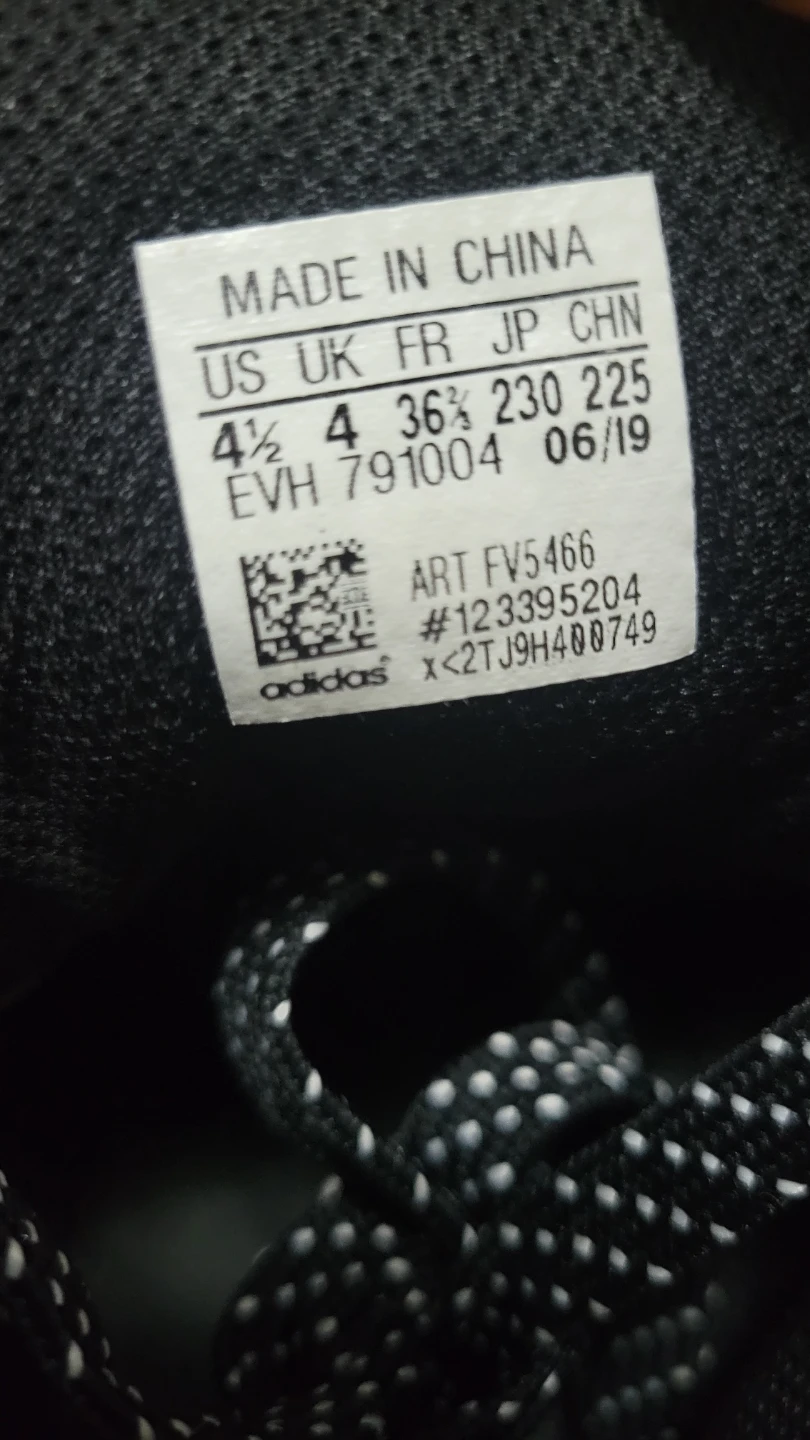 MADE IN CHINA
US UK FR JP CHN
4½ 4 36⅔ 230 225
EVH 791004 06/19
ART FV5466
#123395204
x<2TJ9H400749
adidas®